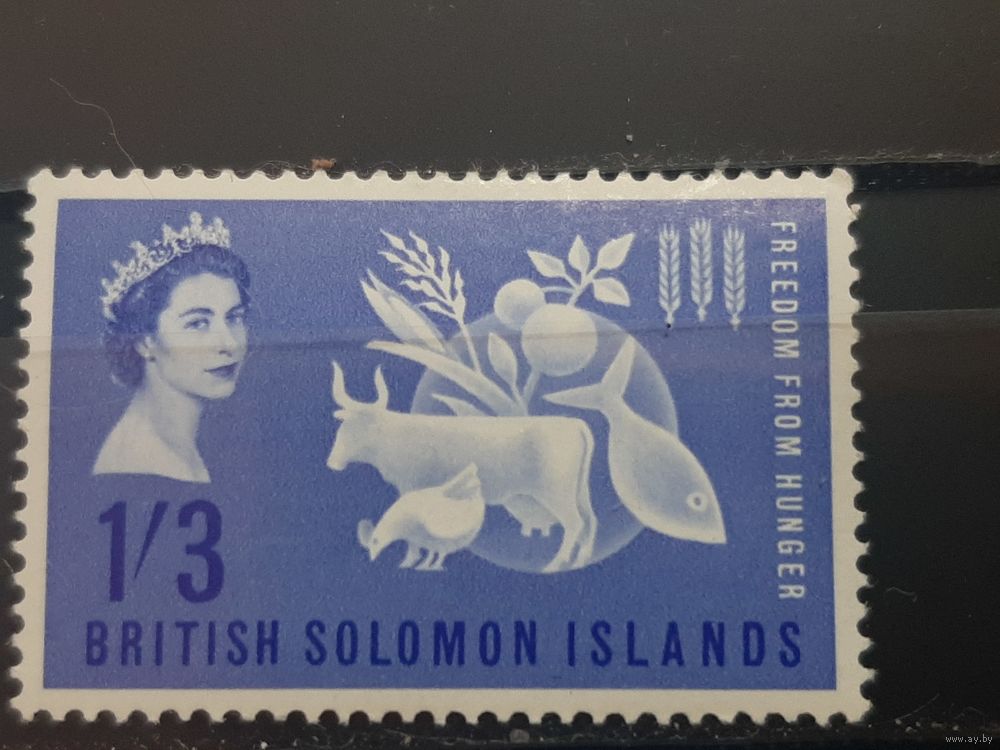 FREEDOM FROM HUNGER
1/3
BRITISH SOLOMON ISLANDS
www.ay.by